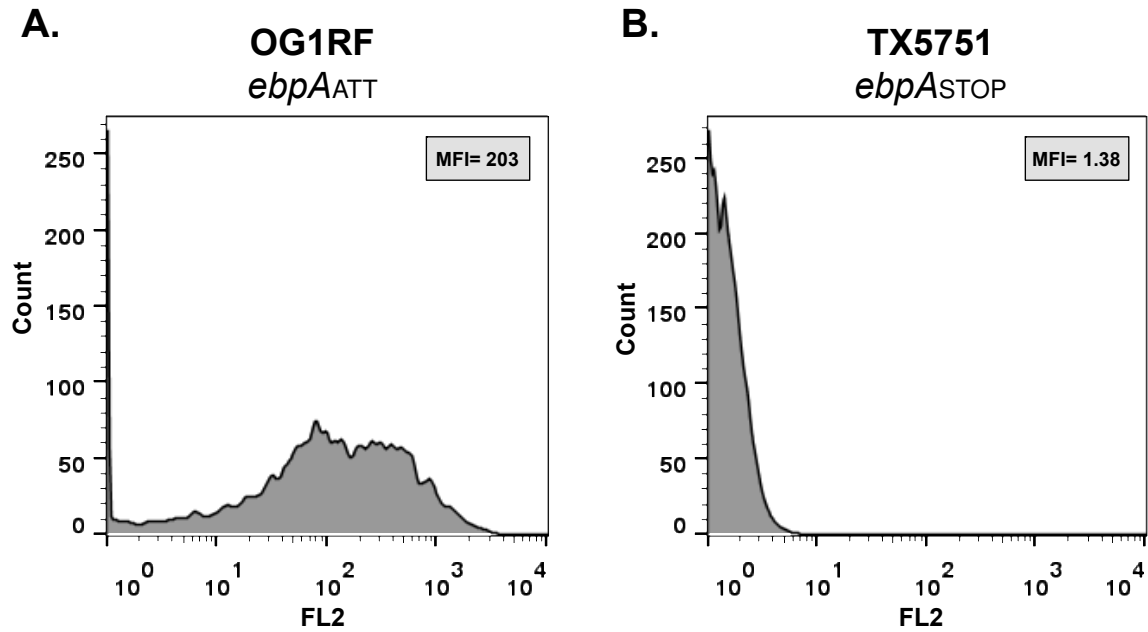 A.
OG1RF
ebpAATT
MFI= 203
250
200
150
100
50
0
Count
10^0 10^1 10^2 10^3 10^4
FL2
B.
TX5751
ebpASTOP
MFI= 1.38
250
200
150
100
50
0
Count
10^0 10^1 10^2 10^3 10^4
FL2